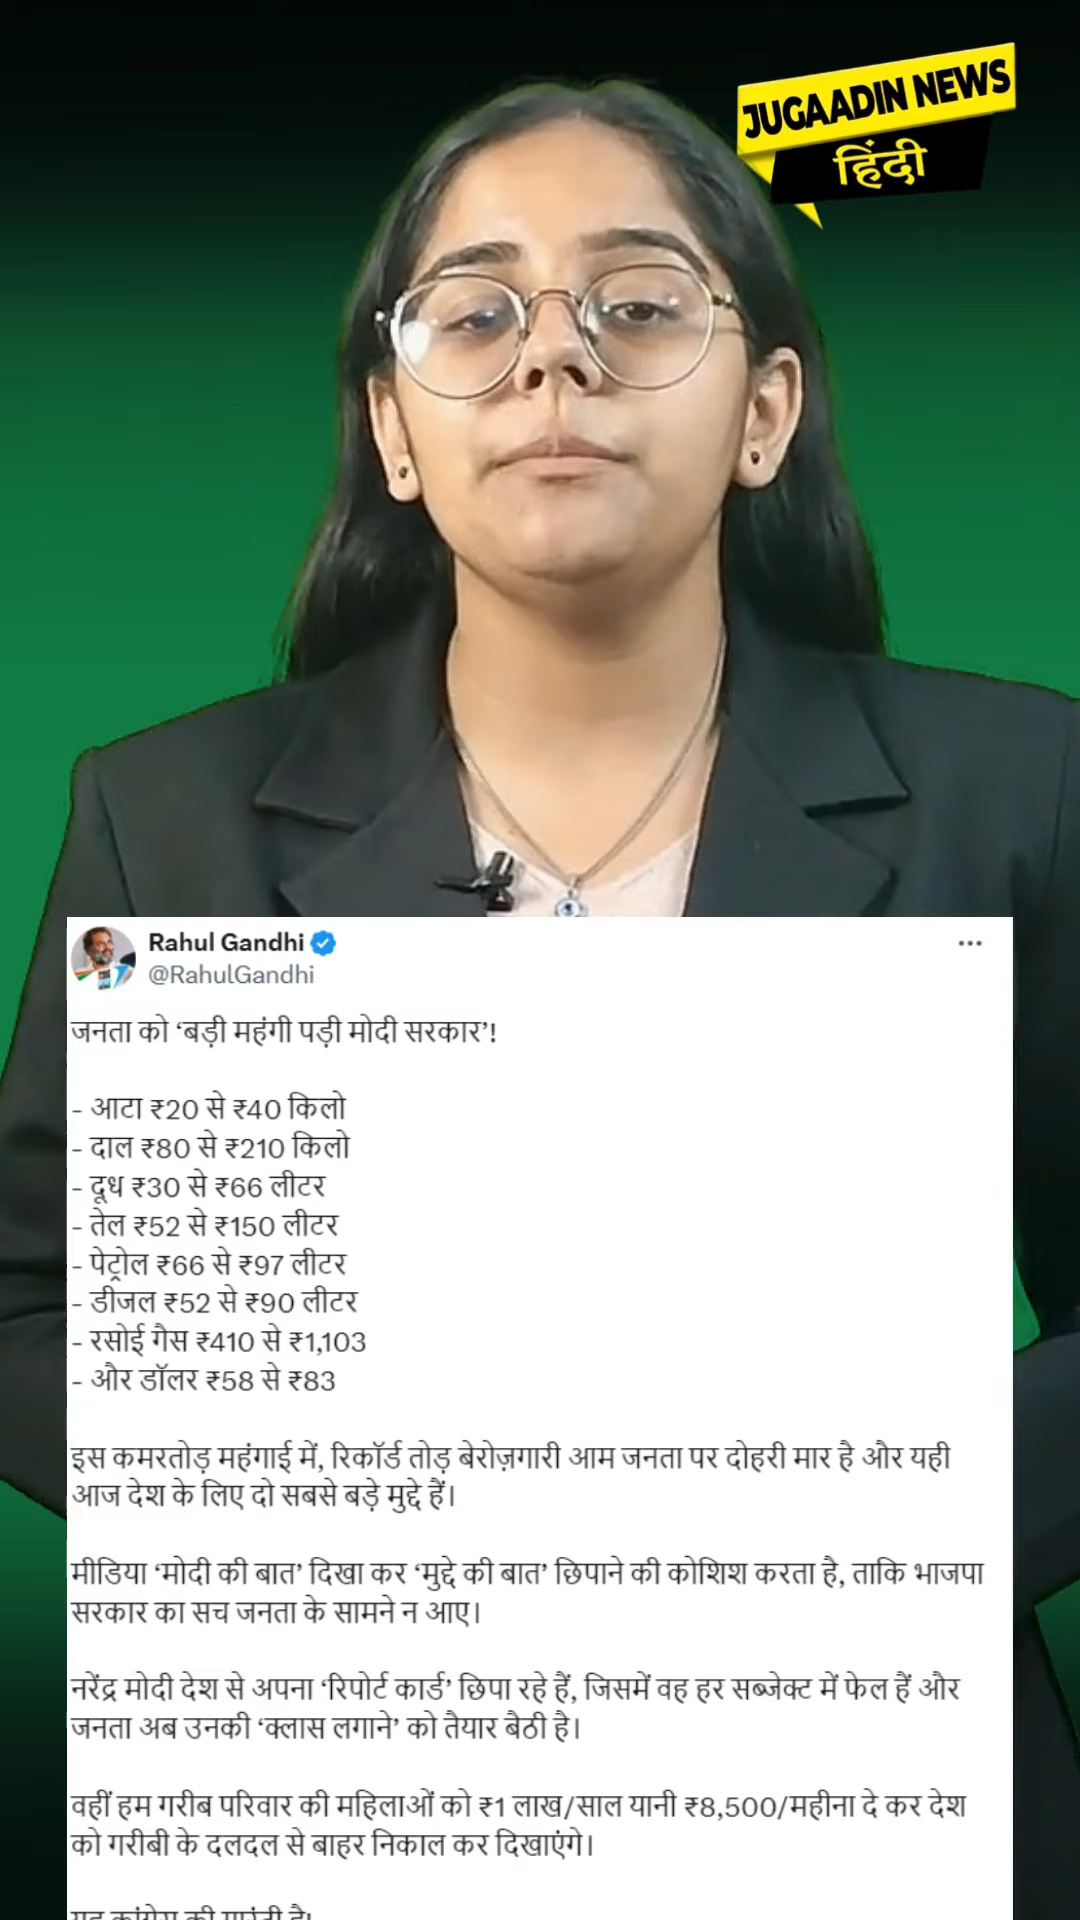 JUGAADIN NEWS
हिंदी
Rahul Gandhi
@RahulGandhi
जनता को ‘बड़ी महंगी पड़ी मोदी सरकार’!
- आटा ₹20 से ₹40 किलो
- दाल ₹80 से ₹210 किलो
- दूध ₹30 से ₹66 लीटर
- तेल ₹52 से ₹150 लीटर
- पेट्रोल ₹66 से ₹97 लीटर
- डीजल ₹52 से ₹90 लीटर
- रसोई गैस ₹410 से ₹1,103
- और डॉलर ₹58 से ₹83
इस कमरतोड़ महंगाई में, रिकॉर्ड तोड़ बेरोज़गारी आम जनता पर दोहरी मार है और यही
आज देश के लिए दो सबसे बड़े मुद्दे हैं।
मीडिया ‘मोदी की बात’ दिखा कर ‘मुद्दे की बात’ छिपाने की कोशिश करता है, ताकि भाजपा
सरकार का सच जनता के सामने न आए।
नरेंद्र मोदी देश से अपना ‘रिपोर्ट कार्ड’ छिपा रहे हैं, जिसमें वह हर सब्जेक्ट में फेल हैं और
जनता अब उनकी ‘क्लास लगाने’ को तैयार बैठी है।
वहीं हम गरीब परिवार की महिलाओं को ₹1 लाख/साल यानी ₹8,500/महीना दे कर देश
को गरीबी के दलदल से बाहर निकाल कर दिखाएंगे।
यह कांग्रेस की गारंटी है।